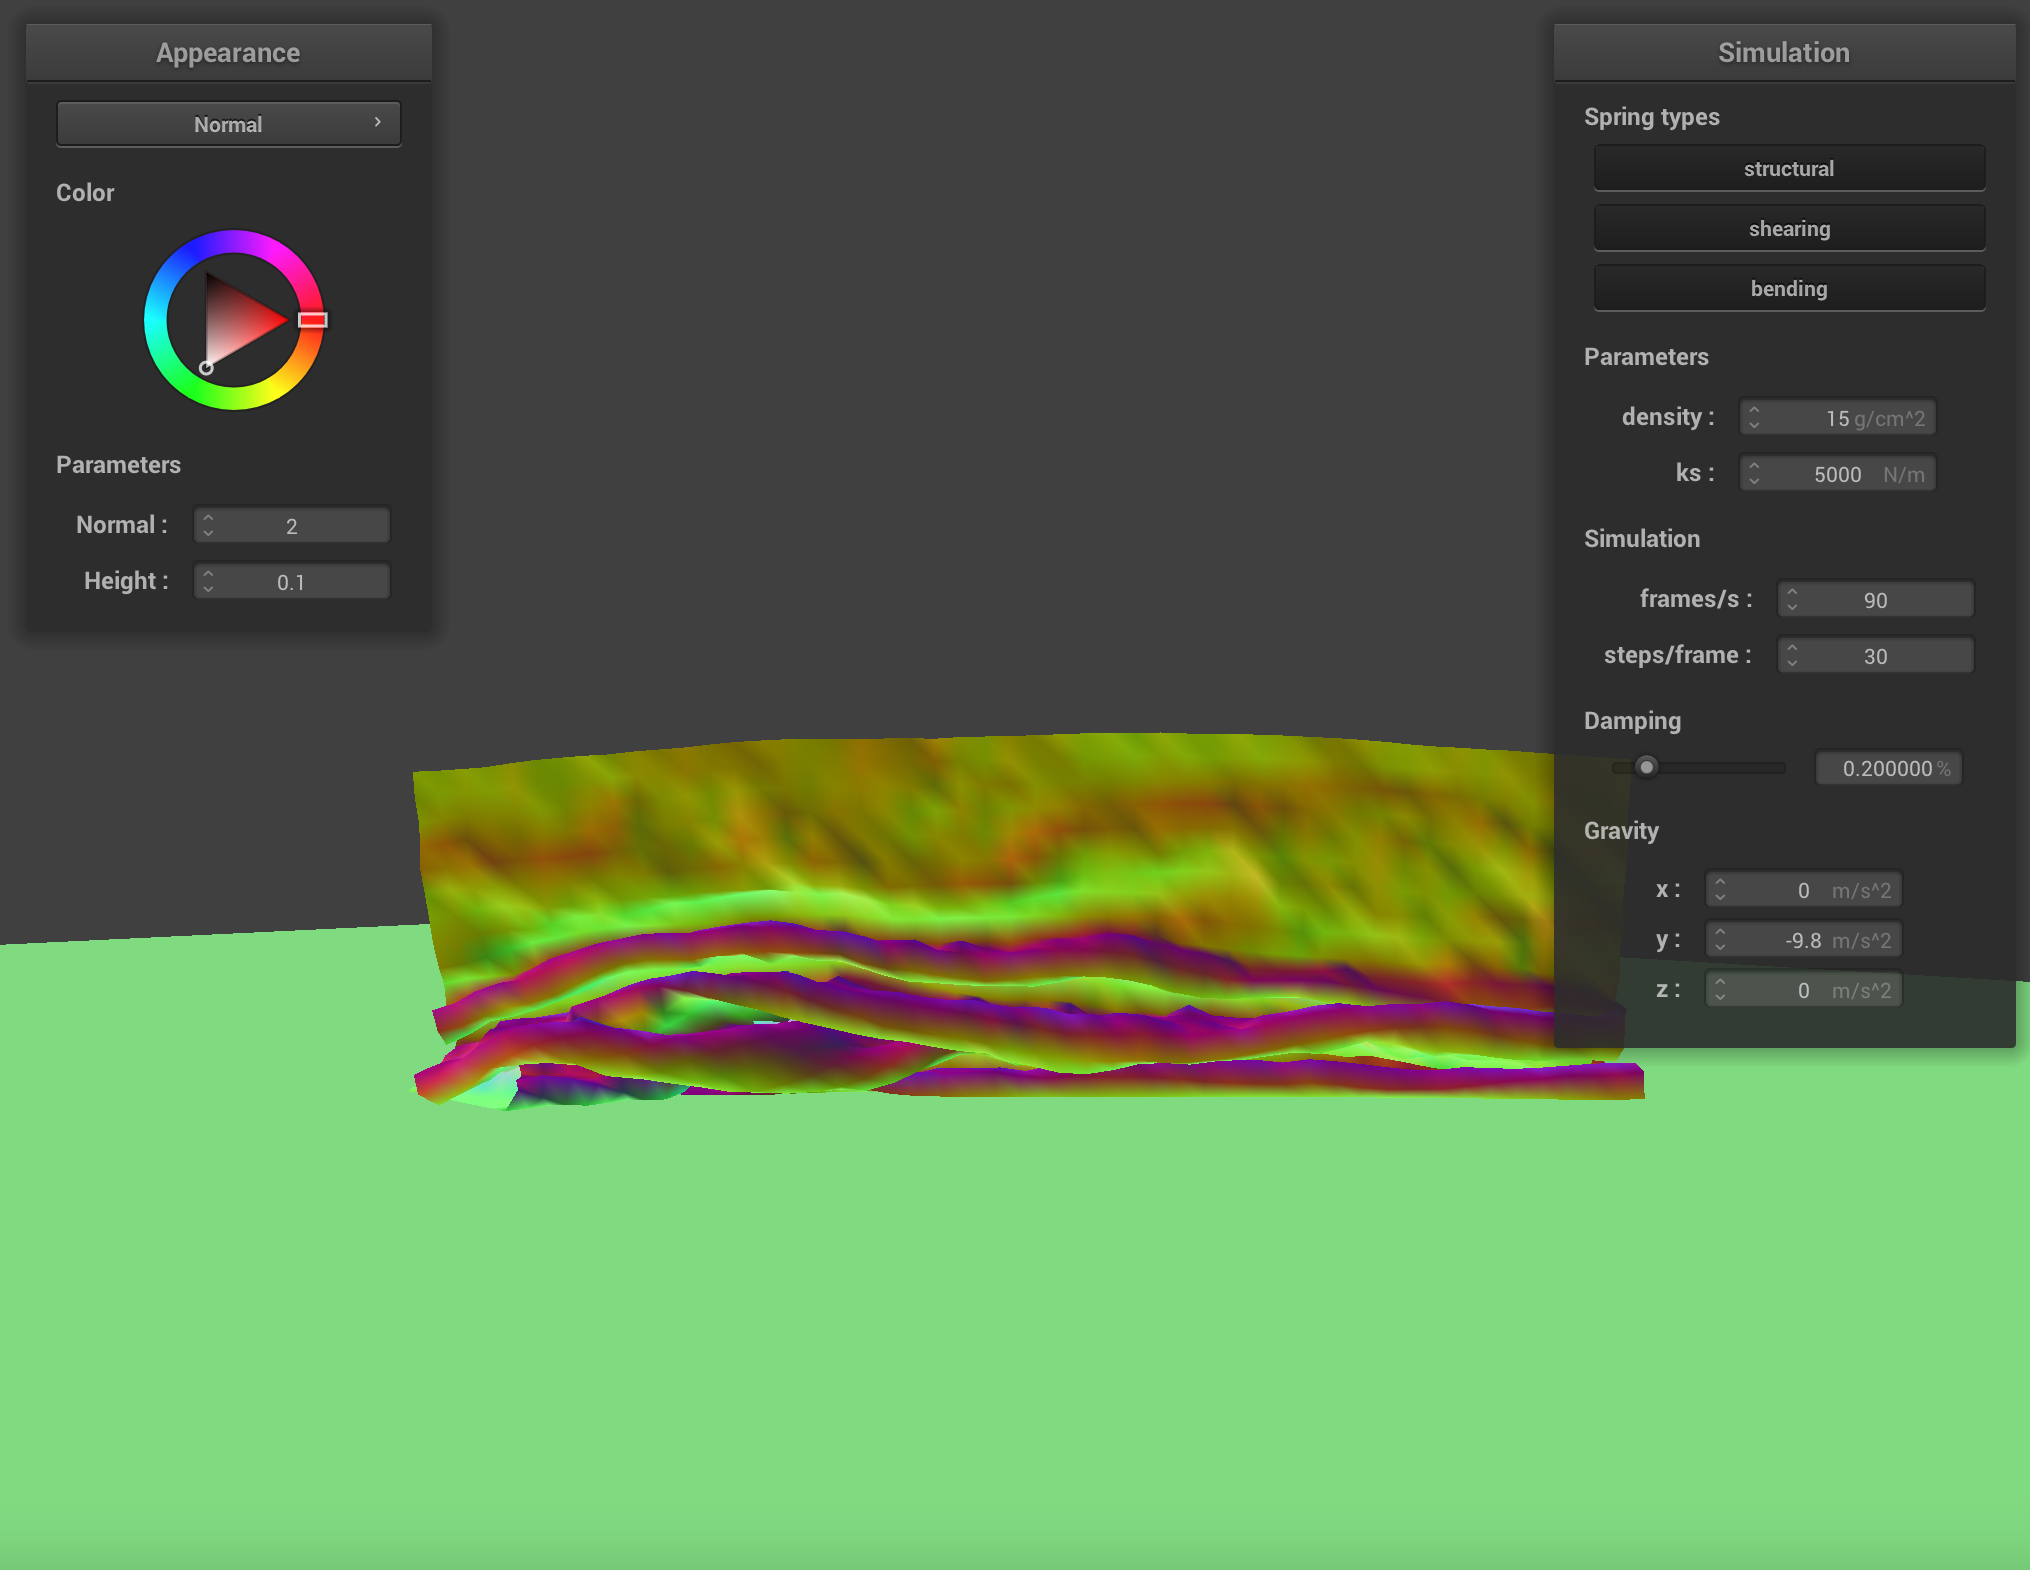 Appearance
Normal
Color
Parameters
Normal : 2
Height : 0.1
Simulation
Spring types
structural
shearing
bending
Parameters
density : 15 g/cm^2
ks : 5000 N/m
Simulation
frames/s : 90
steps/frame : 30
Damping
0.200000 %
Gravity
x : 0 m/s^2
y : -9.8 m/s^2
z : 0 m/s^2